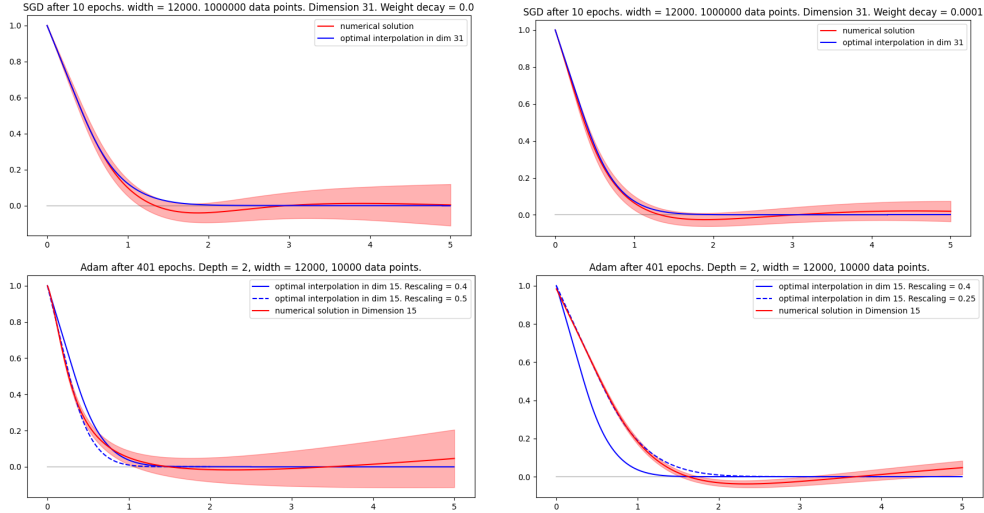 SGD after 10 epochs. width = 12000. 1000000 data points. Dimension 31. Weight decay = 0.0
numerical solution
optimal interpolation in dim 31
1.0
0.8
0.6
0.4
0.2
0.0
0 1 2 3 4 5
SGD after 10 epochs. width = 12000. 1000000 data points. Dimension 31. Weight decay = 0.0001
numerical solution
optimal interpolation in dim 31
1.0
0.8
0.6
0.4
0.2
0.0
0 1 2 3 4 5
Adam after 401 epochs. Depth = 2, width = 12000, 10000 data points.
optimal interpolation in dim 15. Rescaling = 0.4
optimal interpolation in dim 15. Rescaling = 0.5
numerical solution in Dimension 15
1.0
0.8
0.6
0.4
0.2
0.0
0 1 2 3 4 5
Adam after 401 epochs. Depth = 2, width = 12000, 10000 data points.
optimal interpolation in dim 15. Rescaling = 0.4
optimal interpolation in dim 15. Rescaling = 0.25
numerical solution in Dimension 15
1.0
0.8
0.6
0.4
0.2
0.0
0 1 2 3 4 5